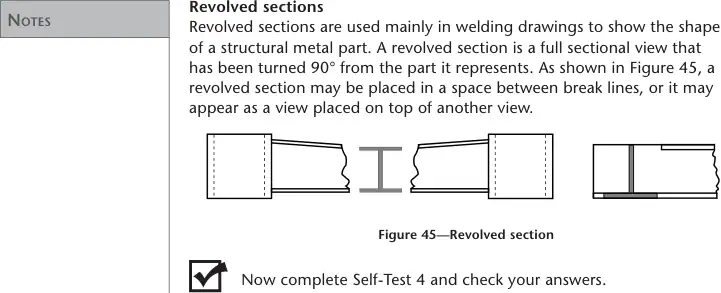 NOTES
Revolved sections
Revolved sections are used mainly in welding drawings to show the shape
of a structural metal part. A revolved section is a full sectional view that
has been turned 90° from the part it represents. As shown in Figure 45, a
revolved section may be placed in a space between break lines, or it may
appear as a view placed on top of another view.
Figure 45—Revolved section
Now complete Self-Test 4 and check your answers.